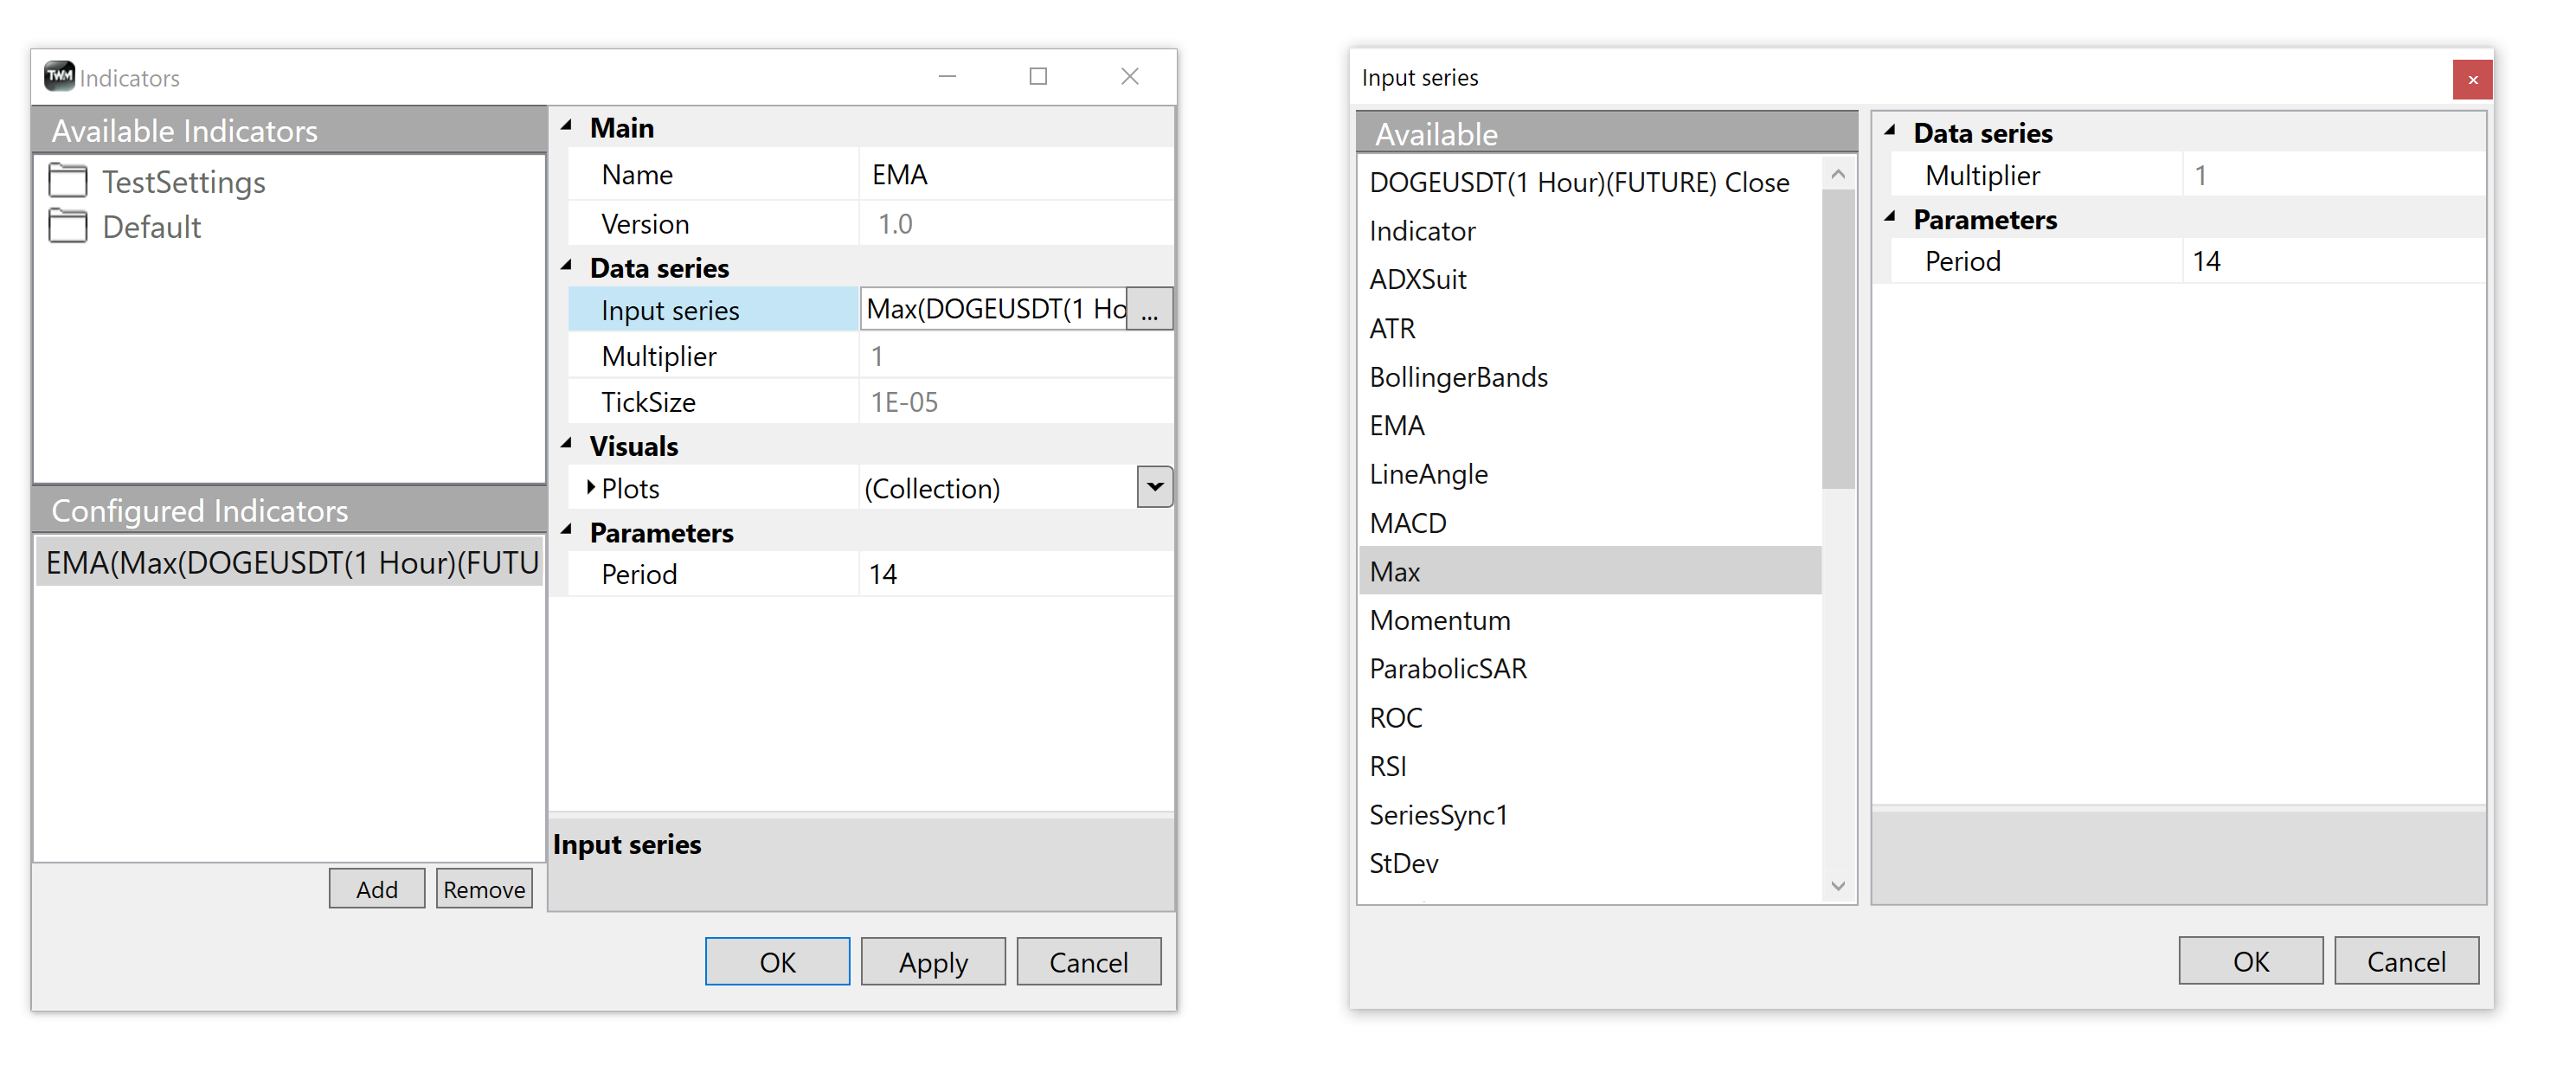 TWM Indicators
Available Indicators
TestSettings
Default
Configured Indicators
EMA(Max(DOGEUSDT(1 Hour)(FUTU
Add Remove
Main
Name EMA
Version 1.0
Data series
Input series Max(DOGEUSDT(1 Ho ...
Multiplier 1
TickSize 1E-05
Visuals
Plots (Collection)
Parameters
Period 14
Input series
OK Apply Cancel
Input series
Available
DOGEUSDT(1 Hour)(FUTURE) Close
Indicator
ADXSuit
ATR
BollingerBands
EMA
LineAngle
MACD
Max
Momentum
ParabolicSAR
ROC
RSI
SeriesSync1
StDev
Data series
Multiplier 1
Parameters
Period 14
OK Cancel